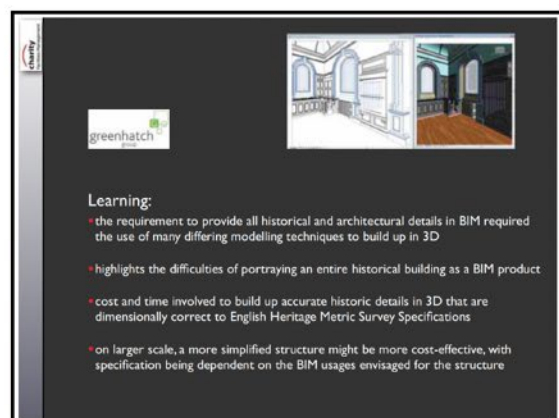 charity
greenhatch
group
Learning:
the requirement to provide all historical and architectural details in BIM required
the use of many differing modelling techniques to build up in 3D
highlights the difficulties of portraying an entire historical building as a BIM product
cost and time involved to build up accurate historic details in 3D that are
dimensionally correct to English Heritage Metric Survey Specifications
on larger scale, a more simplified structure might be more cost-effective, with
specification being dependent on the BIM usages envisaged for the structure